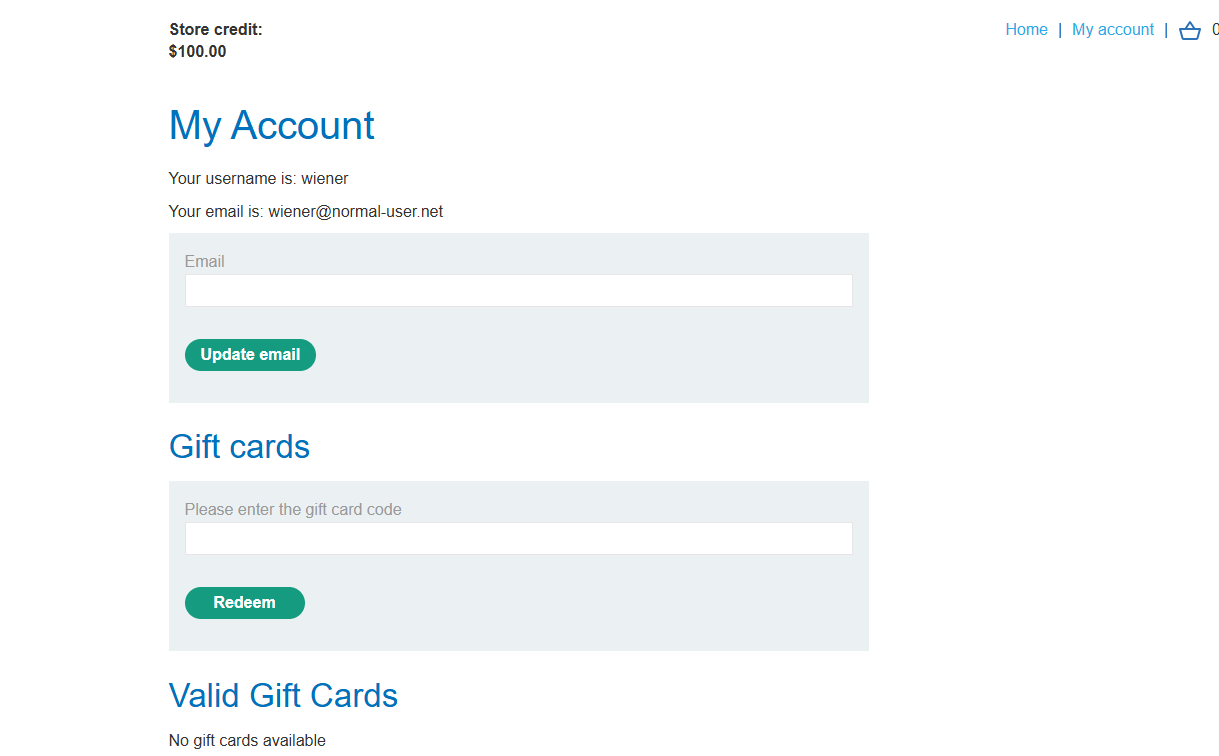 Store credit:
$100.00
Home | My account | 0
My Account
Your username is: wiener
Your email is: wiener@normal-user.net
Email
Update email
Gift cards
Please enter the gift card code
Redeem
Valid Gift Cards
No gift cards available